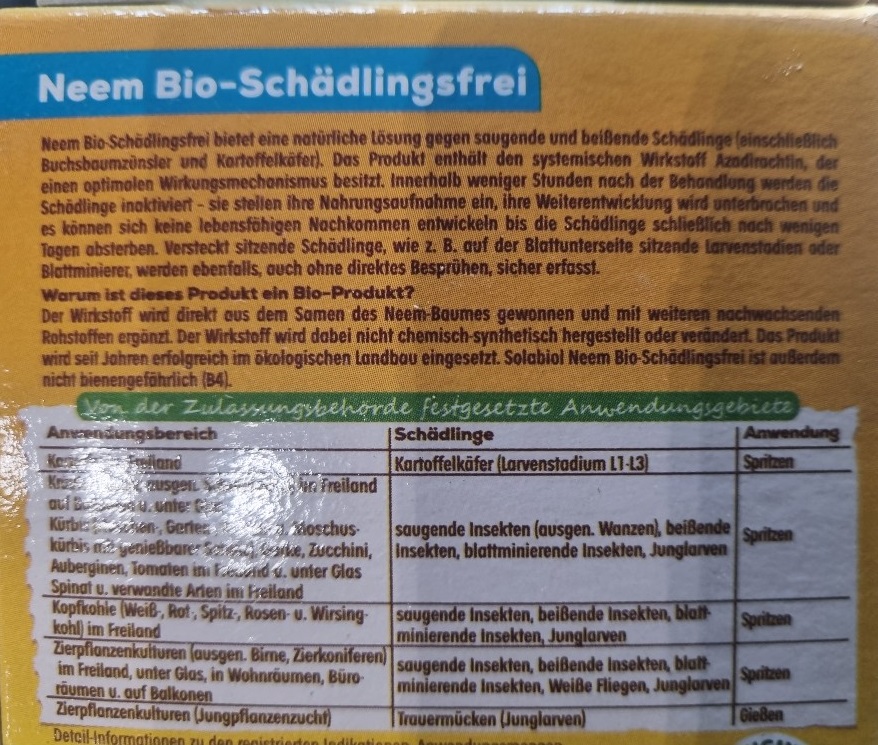 Neem Bio-Schädlingsfrei
Neem Bio-Schädlingsfrei bietet eine natürliche Lösung gegen saugende und beißende Schädlinge (einschließlich
Buchsbaumzünsler und Kartoffelkäfer). Das Produkt enthält den systemischen Wirkstoff Azadirachtin, der
einen optimalen Wirkungsmechanismus besitzt. Innerhalb weniger Stunden nach der Behandlung werden die
Schädlinge inaktiviert - sie stellen ihre Nahrungsaufnahme ein, ihre Weiterentwicklung wird unterbrochen und
es können sich keine lebensfähigen Nachkommen entwickeln bis die Schädlinge schließlich nach wenigen
Tagen absterben. Versteckt sitzende Schädlinge, wie z. B. auf der Blattunterseite sitzende Larvenstadien oder
Blattminierer, werden ebenfalls, auch ohne direktes Besprühen, sicher erfasst.
Warum ist dieses Produkt ein Bio-Produkt?
Der Wirkstoff wird direkt aus dem Samen des Neem-Baumes gewonnen und mit weiteren nachwachsenden
Rohstoffen ergänzt. Der Wirkstoff wird dabei nicht chemisch-synthetisch hergestellt oder verändert. Das Produkt
wird seit Jahren erfolgreich im ökologischen Landbau eingesetzt. Solabiol Neem Bio-Schädlingsfrei ist außerdem
nicht bienengefährlich (B4).
Von der Zulassungsbehörde festgesetzte Anwendungsgebiete
Anwendungsbereich Schädlinge Anwendung
Freiland Kartoffelkäfer (Larvenstadium L1-L3) Spritzen
ausgen. Freiland
auf u. unter
Moschus-
kürbis genießbarer Zucchini,
Auberginen, Tomaten im u. unter Glas
saugende Insekten (ausgen. Wanzen), beißende
Insekten, blattminierende Insekten, Junglarven
Spritzen
Spinat u. verwandte Arten im Freiland
Kopfkohle (Weiß-, Rot-, Spitz-, Rosen- u. Wirsing-
kohl) im Freiland
saugende Insekten, beißende Insekten, blatt-
minierende Insekten, Junglarven
Spritzen
Zierpflanzenkulturen (ausgen. Birne, Zierkoniferen)
im Freiland, unter Glas, in Wohnräumen, Büro-
räumen u. auf Balkonen
saugende Insekten, beißende Insekten, blatt-
minierende Insekten, Weiße Fliegen, Junglarven
Spritzen
Zierpflanzenkulturen (Jungpflanzenzucht) Trauermücken (Junglarven) Gießen
Detail-Informationen zu den registrierten